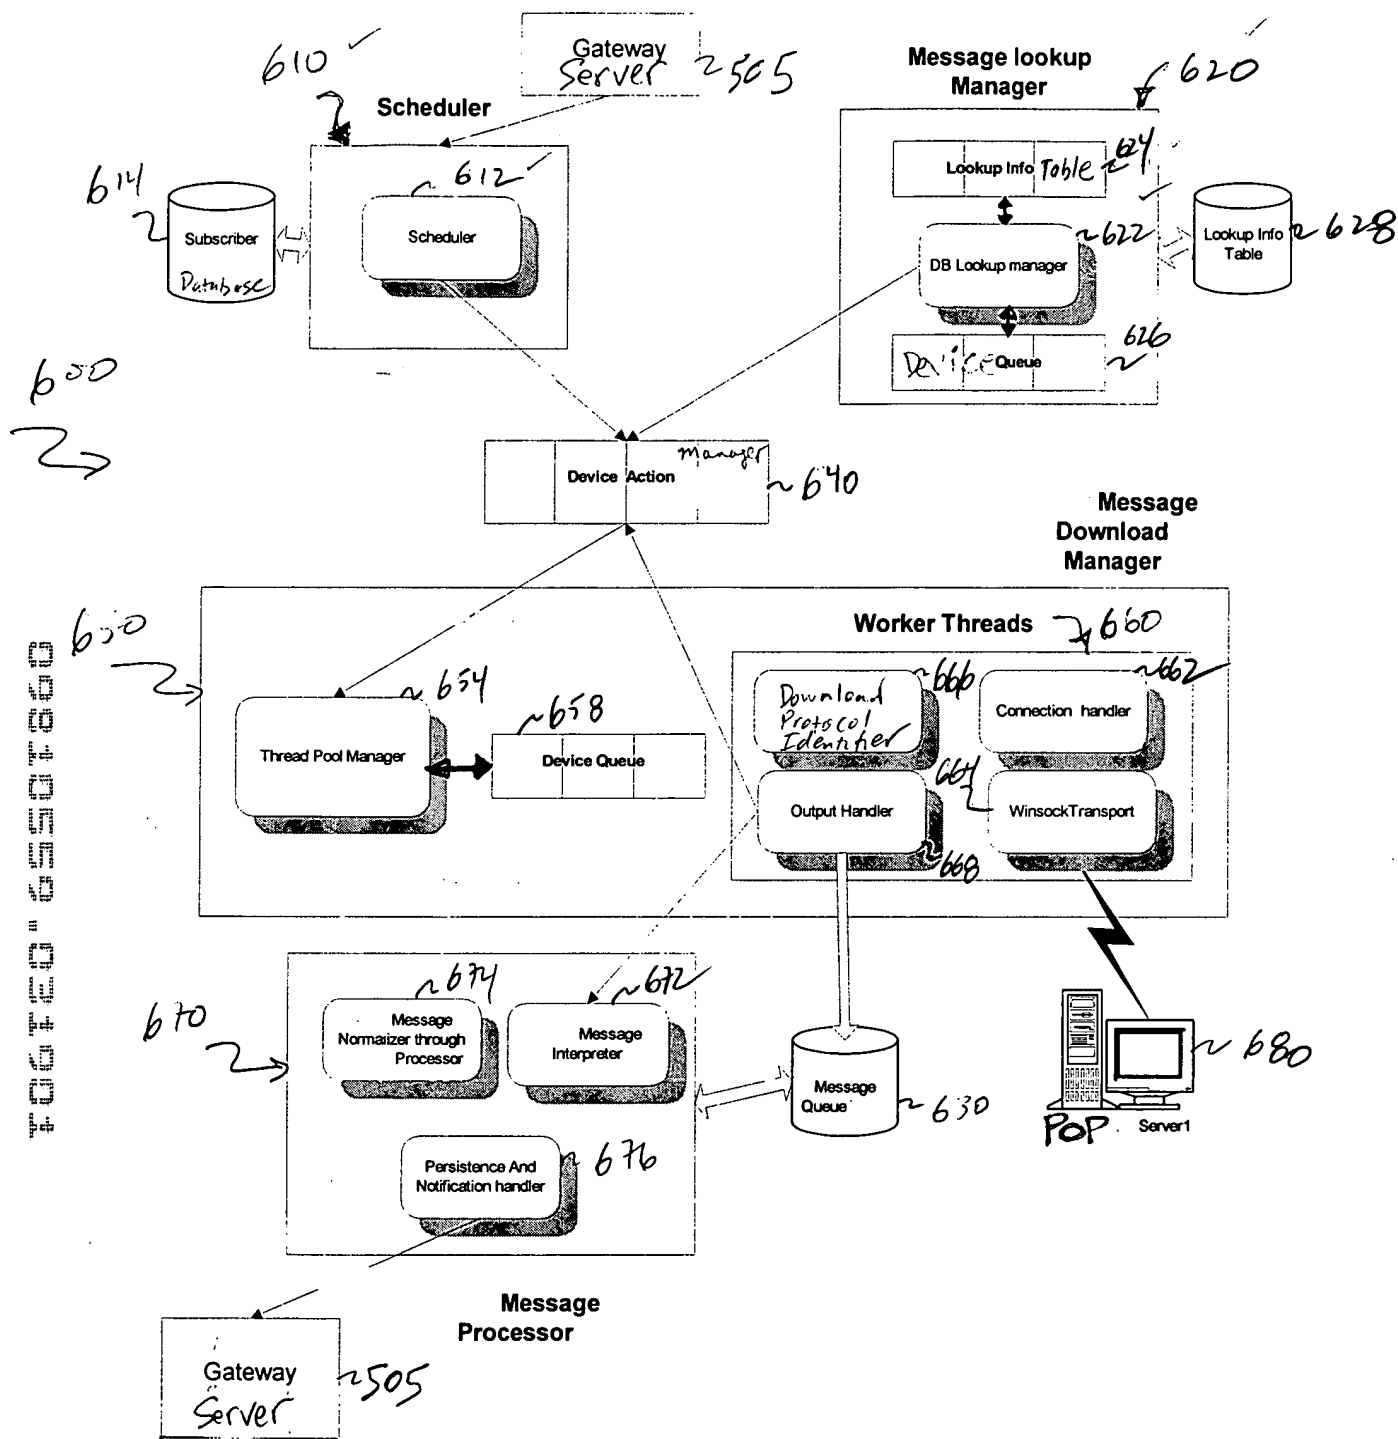 610
Gateway
Server
505
Message lookup
Manager
620
Scheduler
614
612
Lookup Info Table
624
Subscriber
Database
Scheduler
622
DB Lookup manager
Lookup Info
Table
628
626
Device Queue
Device Action Manager
640
Message
Download
Manager
650
Worker Threads
660
654
658
666
662
Thread Pool Manager
Device Queue
Download
Protocol
Identifier
Connection handler
664
Output Handler
WinsockTransport
668
674
672
670
Message
Normarizer through
Processor
Message
Interpreter
Message
Queue
630
680
POP Server1
676
Persistence And
Notification handler
Message
Processor
Gateway
Server
505